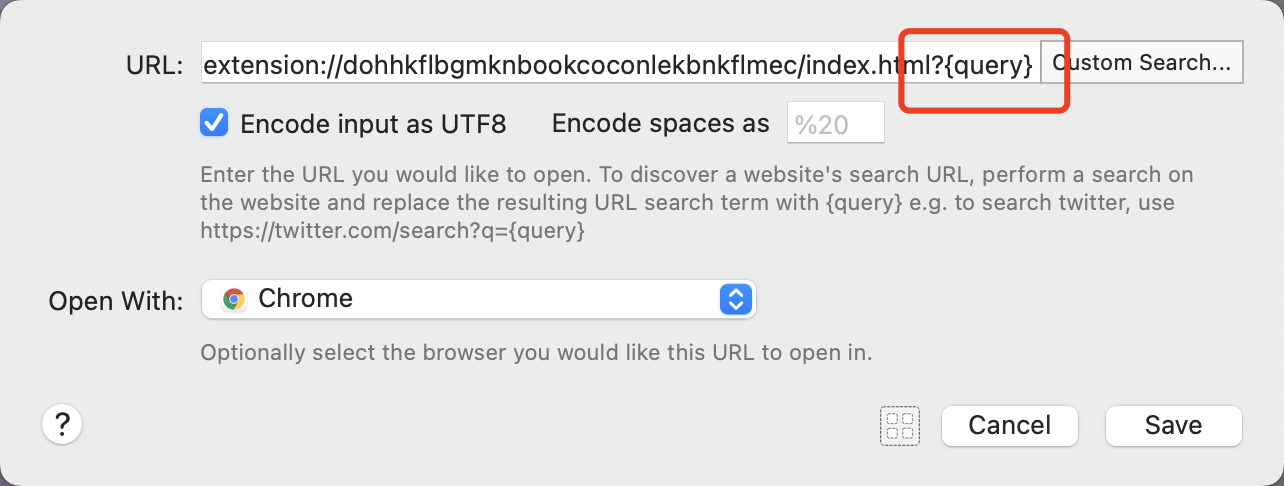 URL: extension://dohhkflbgmknbookcoconlekbnkflmec/index.html?{query} Custom Search...
Encode input as UTF8 Encode spaces as %20
Enter the URL you would like to open. To discover a website's search URL, perform a search on
the website and replace the resulting URL search term with {query} e.g. to search twitter, use
https://twitter.com/search?q={query}
Open With: Chrome
Optionally select the browser you would like this URL to open in.
? Cancel Save